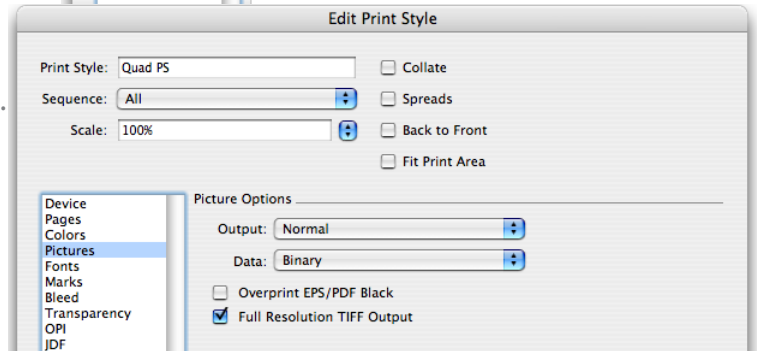 Edit Print Style
Print Style: Quad PS
Collate
Sequence: All
Spreads
Scale: 100%
Back to Front
Fit Print Area
Device
Pages
Colors
Pictures
Fonts
Marks
Bleed
Transparency
OPI
JDF
Picture Options
Output: Normal
Data: Binary
Overprint EPS/PDF Black
Full Resolution TIFF Output